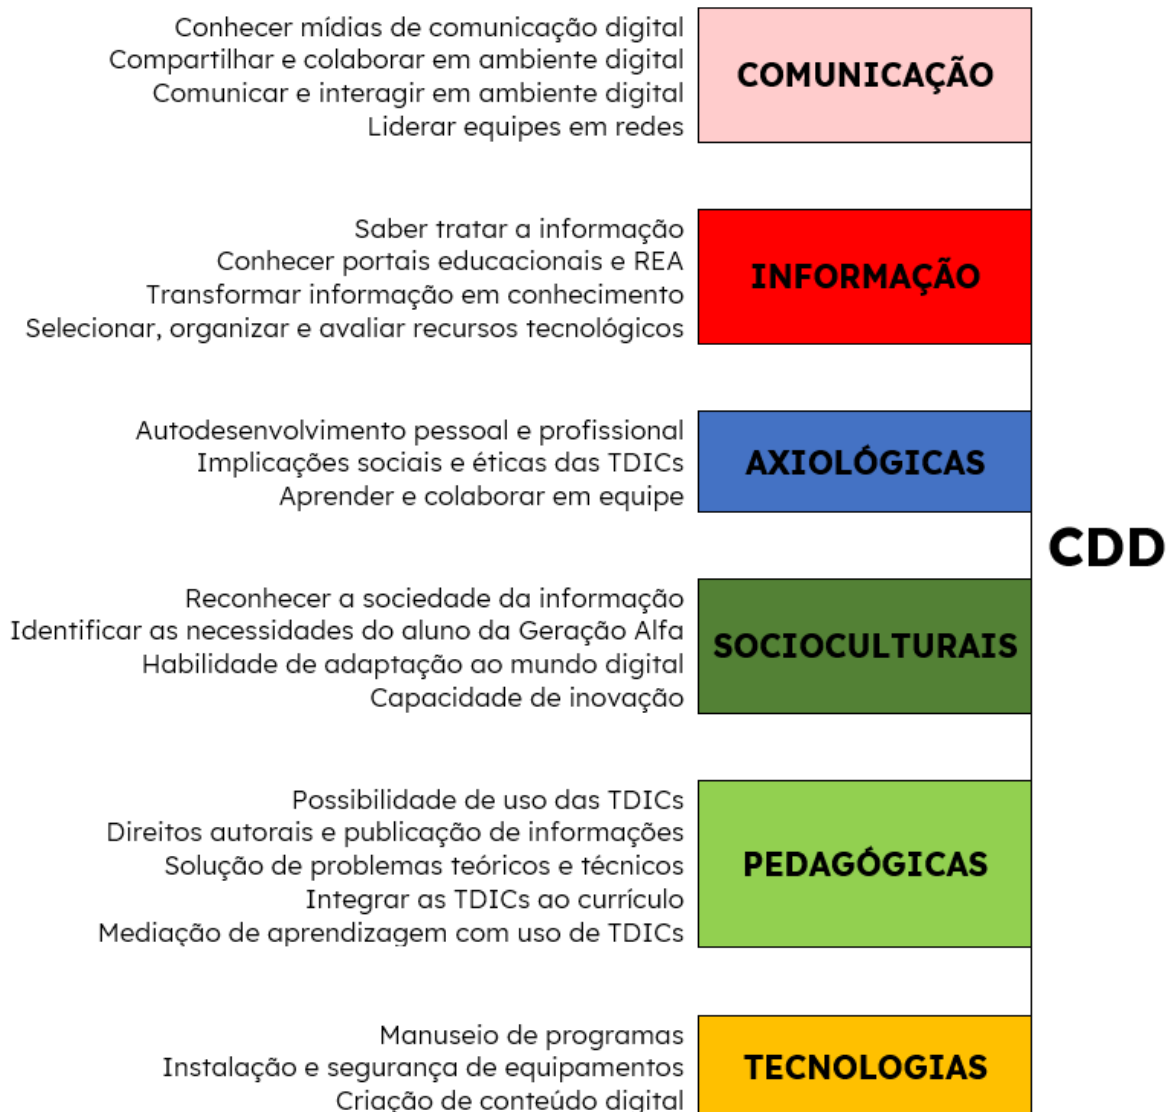 Conhecer mídias de comunicação digital
Compartilhar e colaborar em ambiente digital
Comunicar e interagir em ambiente digital
Liderar equipes em redes
COMUNICAÇÃO
Saber tratar a informação
Conhecer portais educacionais e REA
Transformar informação em conhecimento
Selecionar, organizar e avaliar recursos tecnológicos
INFORMAÇÃO
Autodesenvolvimento pessoal e profissional
Implicações sociais e éticas das TDICs
Aprender e colaborar em equipe
AXIOLÓGICAS
CDD
Reconhecer a sociedade da informação
Identificar as necessidades do aluno da Geração Alfa
Habilidade de adaptação ao mundo digital
Capacidade de inovação
SOCIOCULTURAIS
Possibilidade de uso das TDICs
Direitos autorais e publicação de informações
Solução de problemas teóricos e técnicos
Integrar as TDICs ao currículo
Mediação de aprendizagem com uso de TDICs
PEDAGÓGICAS
Manuseio de programas
Instalação e segurança de equipamentos
Criação de conteúdo digital
TECNOLOGIAS